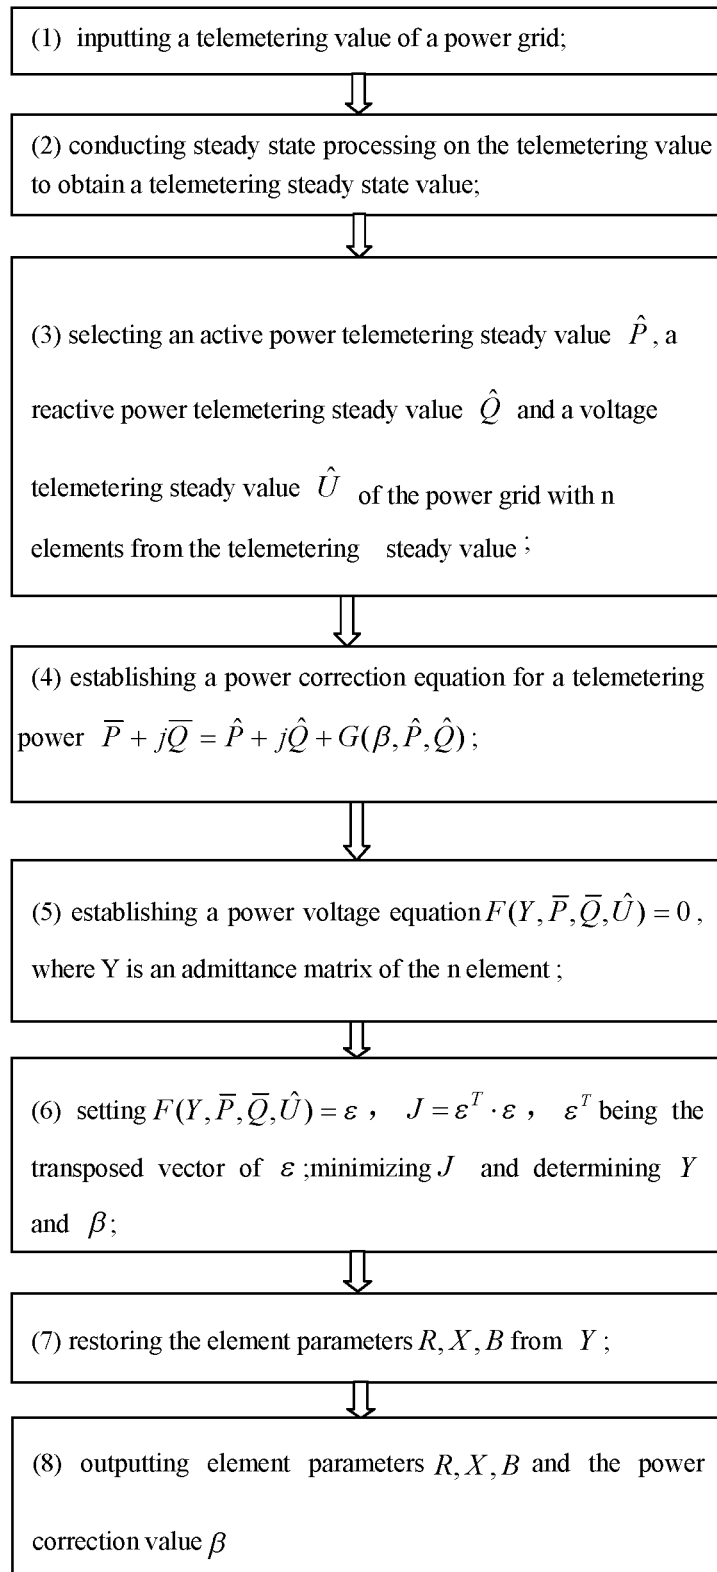 (1) inputting a telemetering value of a power grid;
(2) conducting steady state processing on the telemetering value
to obtain a telemetering steady state value;
(3) selecting an active power telemetering steady value P̂, a
reactive power telemetering steady value Q̂ and a voltage
telemetering steady value Û of the power grid with n
elements from the telemetering steady value;
(4) establishing a power correction equation for a telemetering
power P̅ + jQ̅ = P̂ + jQ̂ + G(β, P̂, Q̂);
(5) establishing a power voltage equation F(Y, P̅, Q̅, Û) = 0,
where Y is an admittance matrix of the n element;
(6) setting F(Y, P̅, Q̅, Û) = ε, J = εᵀ · ε, εᵀ being the
transposed vector of ε;minimizing J and determining Y
and β;
(7) restoring the element parameters R, X, B from Y;
(8) outputting element parameters R, X, B and the power
correction value β